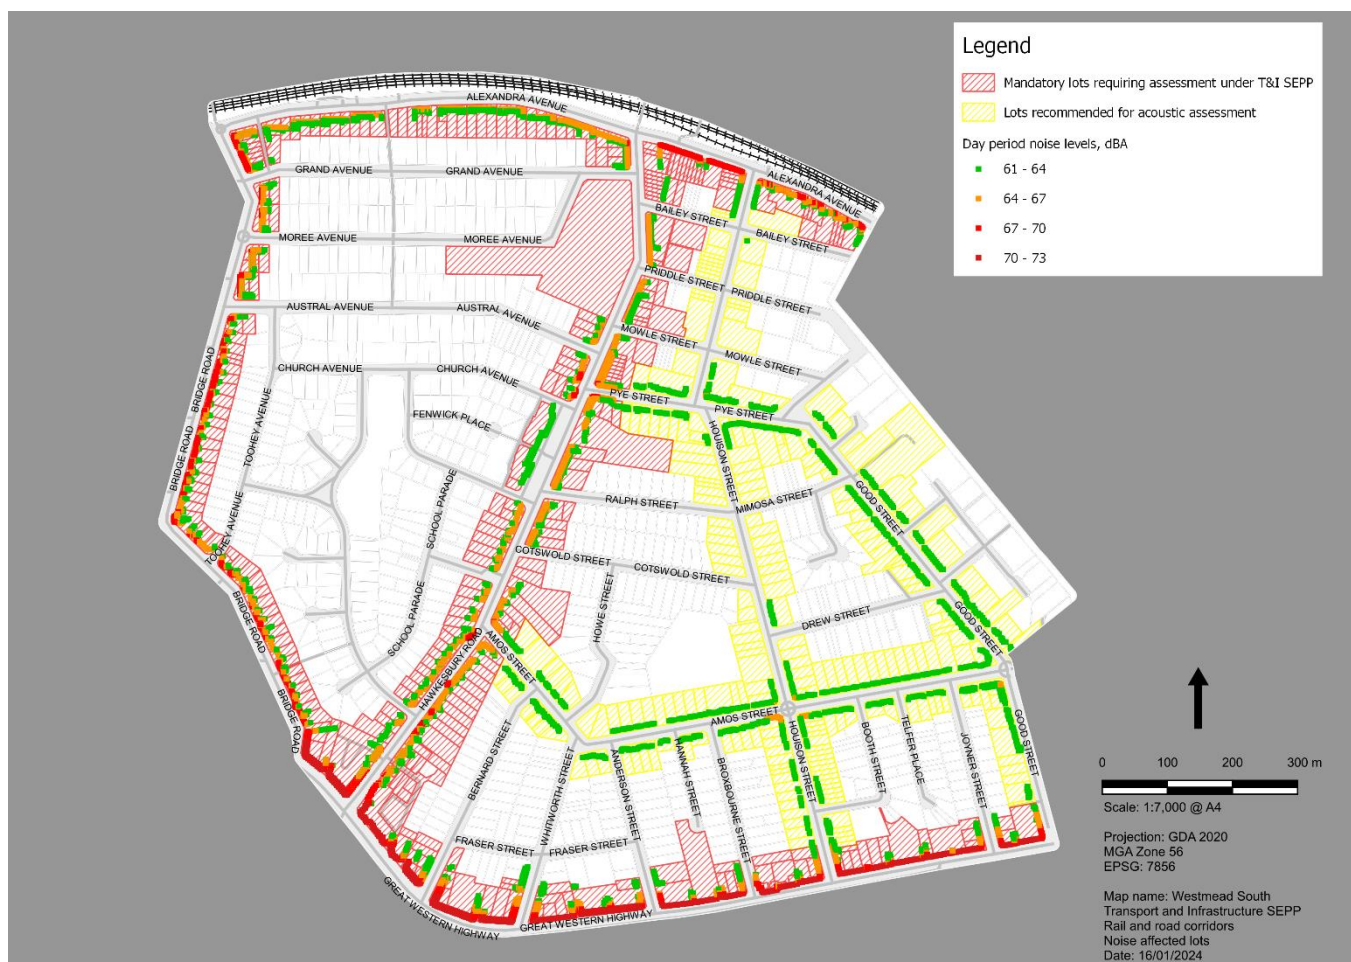 Legend
Mandatory lots requiring assessment under T&I SEPP
Lots recommended for acoustic assessment
Day period noise levels, dBA
61 - 64
64 - 67
67 - 70
70 - 73
ALEXANDRA AVENUE
GRAND AVENUE
GRAND AVENUE
ALEXANDRA AVENUE
BAILEY STREET
BAILEY STREET
MOREE AVENUE
MOREE AVENUE
PRIDDLE STREET
PRIDDLE STREET
AUSTRAL AVENUE
AUSTRAL AVENUE
MOWLE STREET
MOWLE STREET
BRIDGE ROAD
CHURCH AVENUE
CHURCH AVENUE
PYE STREET
PYE STREET
FENWICK PLACE
TOOHEY AVENUE
BRIDGE ROAD
HOUISON STREET
MIMOSA STREET
GOOD STREET
RALPH STREET
SCHOOL PARADE
TOOHEY AVENUE
COTSWOLD STREET
COTSWOLD STREET
HOWE STREET
BRIDGE ROAD
SCHOOL PARADE
DREW STREET
GOOD STREET
AMOS STREET
HAWKESBURY ROAD
BRIDGE ROAD
AMOS STREET
HOUISON STREET
BOOTH STREET
TELFER PLACE
JOYNER STREET
GOOD STREET
BERNARD STREET
WHITWORTH STREET
ANDERSON STREET
HANNAH STREET
BROXBOURNE STREET
FRASER STREET
FRASER STREET
GREAT WESTERN HIGHWAY
GREAT WESTERN HIGHWAY
0 100 200 300 m
Scale: 1:7,000 @ A4
Projection: GDA 2020
MGA Zone 56
EPSG: 7856
Map name: Westmead South
Transport and Infrastructure SEPP
Rail and road corridors
Noise affected lots
Date: 16/01/2024